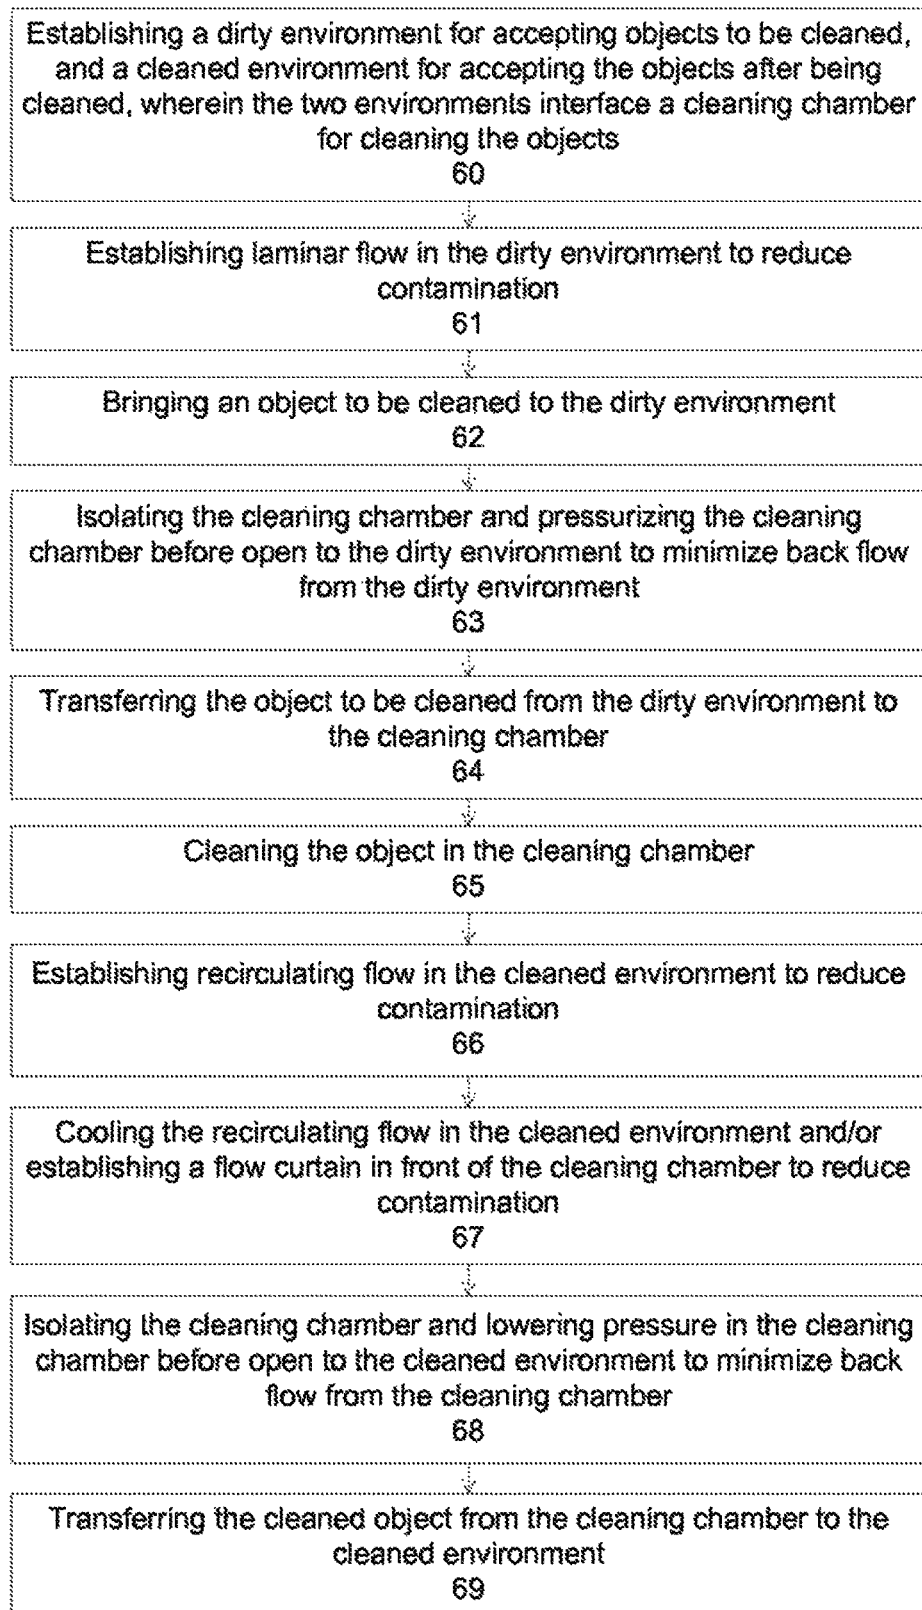 Establishing a dirty environment for accepting objects to be cleaned,
and a cleaned environment for accepting the objects after being
cleaned, wherein the two environments interface a cleaning chamber
for cleaning the objects
60
Establishing laminar flow in the dirty environment to reduce
contamination
61
Bringing an object to be cleaned to the dirty environment
62
Isolating the cleaning chamber and pressurizing the cleaning
chamber before open to the dirty environment to minimize back flow
from the dirty environment
63
Transferring the object to be cleaned from the dirty environment to
the cleaning chamber
64
Cleaning the object in the cleaning chamber
65
Establishing recirculating flow in the cleaned environment to reduce
contamination
66
Cooling the recirculating flow in the cleaned environment and/or
establishing a flow curtain in front of the cleaning chamber to reduce
contamination
67
Isolating the cleaning chamber and lowering pressure in the cleaning
chamber before open to the cleaned environment to minimize back
flow from the cleaning chamber
68
Transferring the cleaned object from the cleaning chamber to the
cleaned environment
69